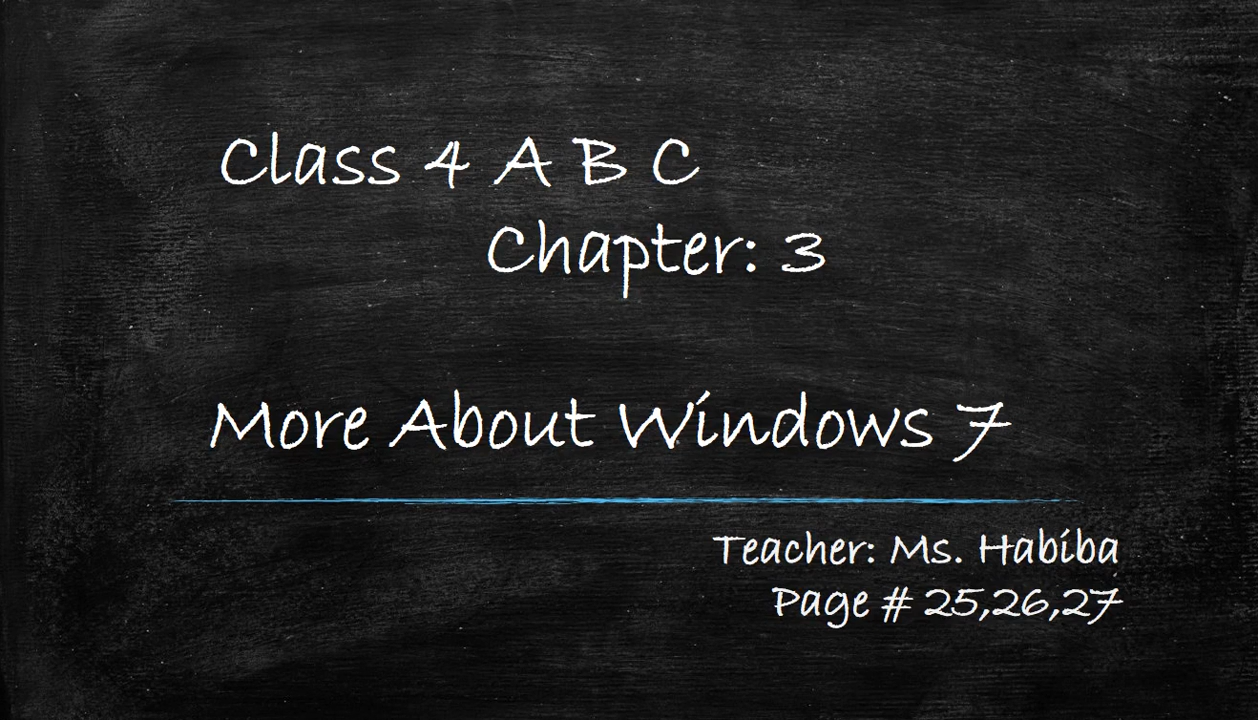 Class 4 A B C
Chapter: 3
More About Windows 7
Teacher: Ms. Habiba
Page # 25,26,27